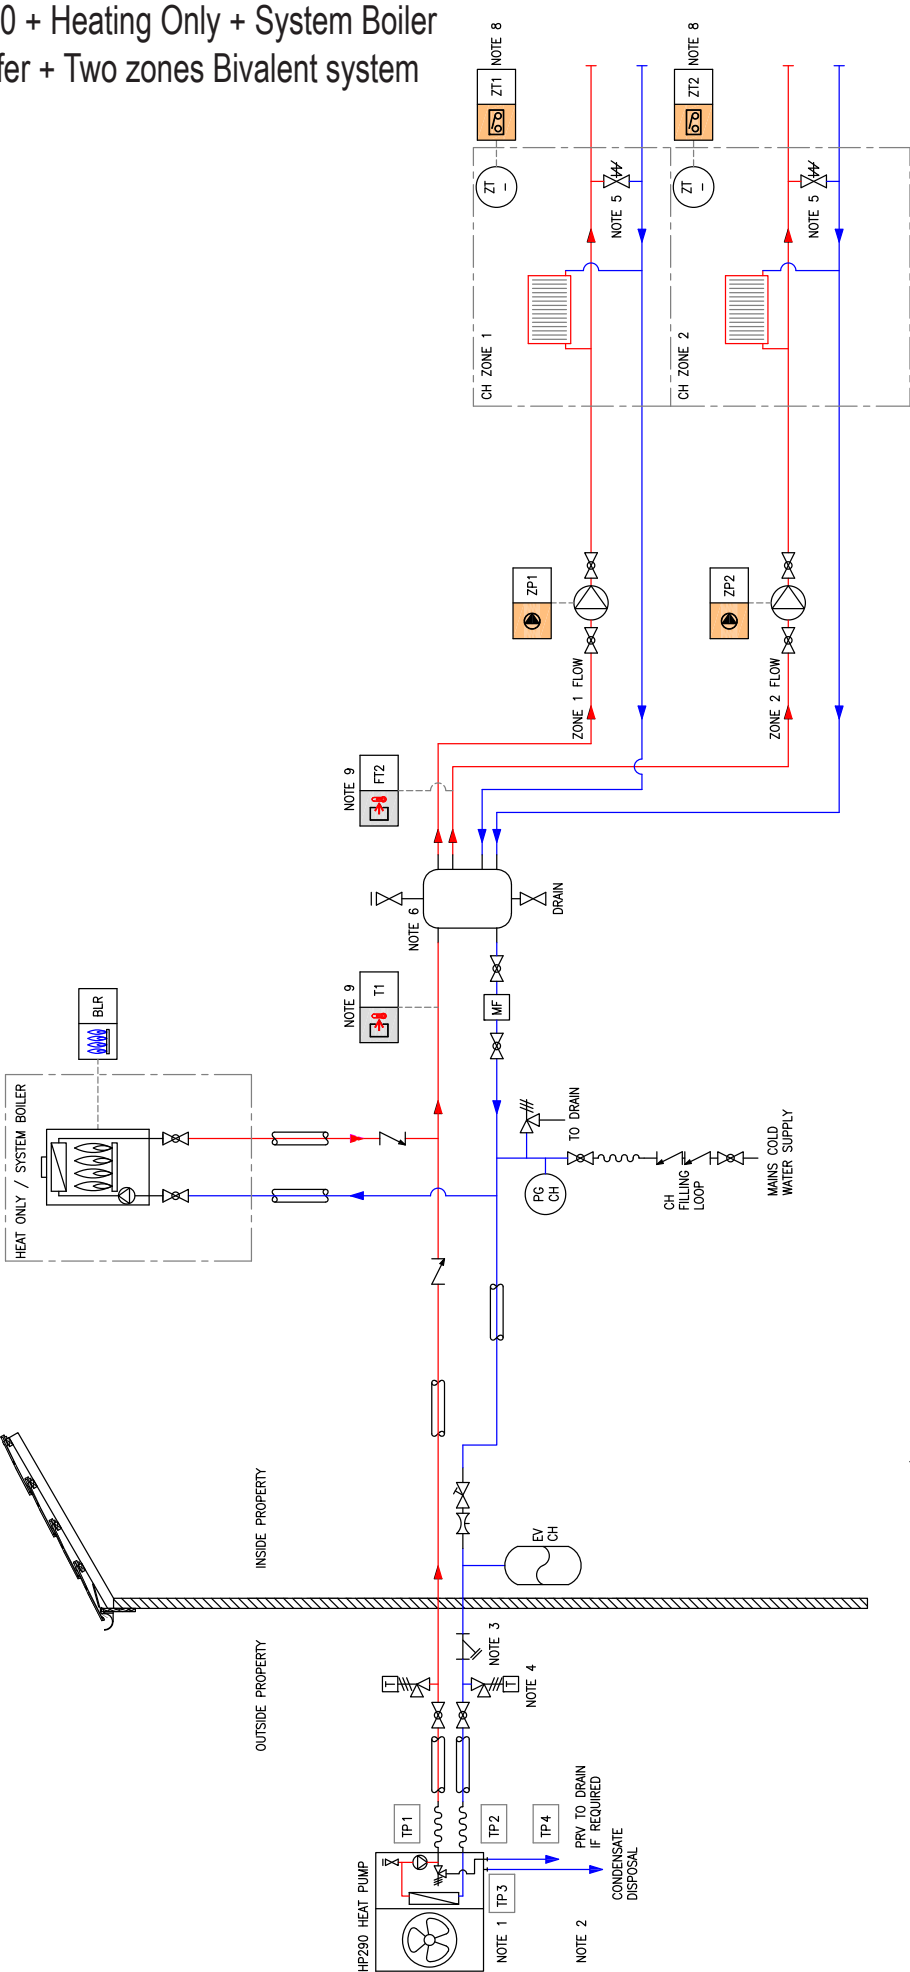 0 + Heating Only + System Boiler
fer + Two zones Bivalent system
NOTE 8
ZT1
ZT
NOTE 8
ZT2
ZT
NOTE 5
NOTE 5
CH ZONE 1
CH ZONE 2
ZP1
ZP2
ZONE 1 FLOW
ZONE 2 FLOW
NOTE 9
FT2
NOTE 6
DRAIN
NOTE 9
T1
MF
BLR
HEAT ONLY / SYSTEM BOILER
TO DRAIN
PG
CH
CH
FILLING
LOOP
MAINS COLD
WATER SUPPLY
INSIDE PROPERTY
OUTSIDE PROPERTY
EV
CH
NOTE 3
NOTE 4
T
T
TP1
TP2
TP4
TP3
HP290 HEAT PUMP
PRV TO DRAIN
IF REQUIRED
CONDENSATE
DISPOSAL
NOTE 1
NOTE 2